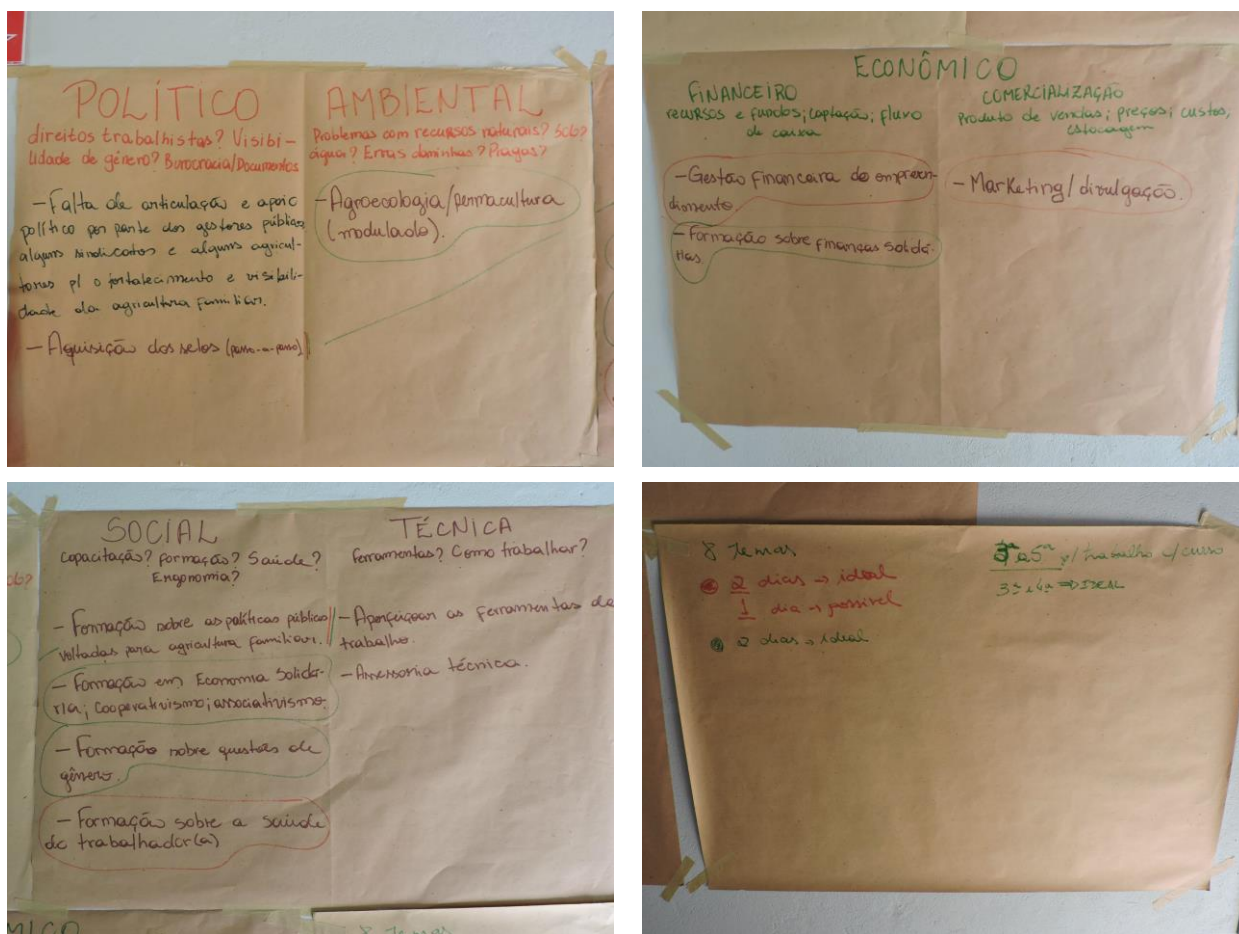 POLÍTICO
direitos trabalhistas? Visibi-
lidade de gênero? Burocracia/Documentos
- Falta de articulação e apoio
político por parte dos gestores públicos
alguns sindicatos e alguns agricul-
tores p/ o fortalecimento e visibili-
dade da agricultura familiar.
- Aquisição dos selos (passo-a-passo)
AMBIENTAL
Problemas com recursos naturais? Solo?
água? Ervas daninhas? Pragas?
- Agroecologia/permacultura
(modulado).
ECONÔMICO
FINANCEIRO
recursos e fundos; captação; fluxo
de caixa
- Gestão financeira do empreen-
dimento.
- Formação sobre finanças solidá-
rias.
COMERCIALIZAÇÃO
Produto de vendas; preços; custos,
estocagem
- Marketing/divulgação.
SOCIAL
capacitação? formação? Saúde?
Ergonomia?
- Formação sobre as políticas públicas
voltadas para agricultura familiar.
- Formação em Economia Solidá-
ria; Cooperativismo; associativismo.
- Formação sobre questões de
gênero.
- Formação sobre a saúde
do trabalhador(a)
TÉCNICA
ferramentas? Como trabalhar?
- Aperfeiçoar as ferramentas de
trabalho.
- Assessoria técnica.
8 temas
2 dias → ideal
1 dia → possível
2 dias → ideal
3ª a 5ª p/ trabalho c/ curso
3ª e 4ª ⇒ IDEAL